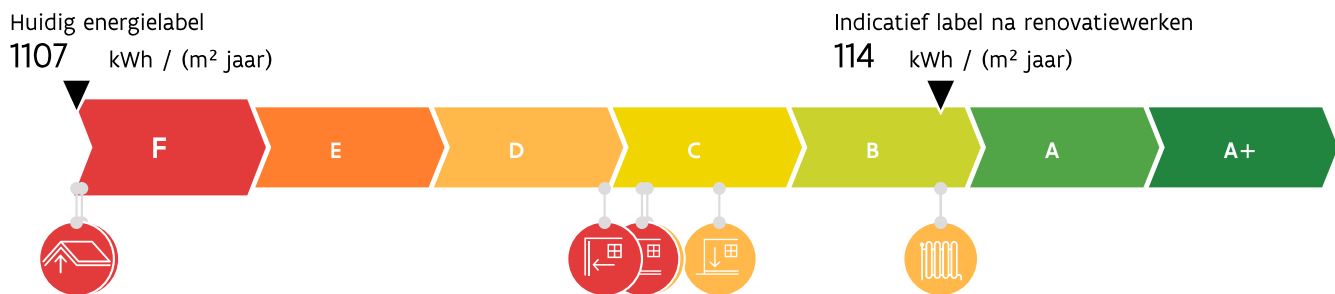 Huidig energielabel
1107 kWh / (m² jaar)
Indicatief label na renovatiewerken
114 kWh / (m² jaar)
F E D C B A A+